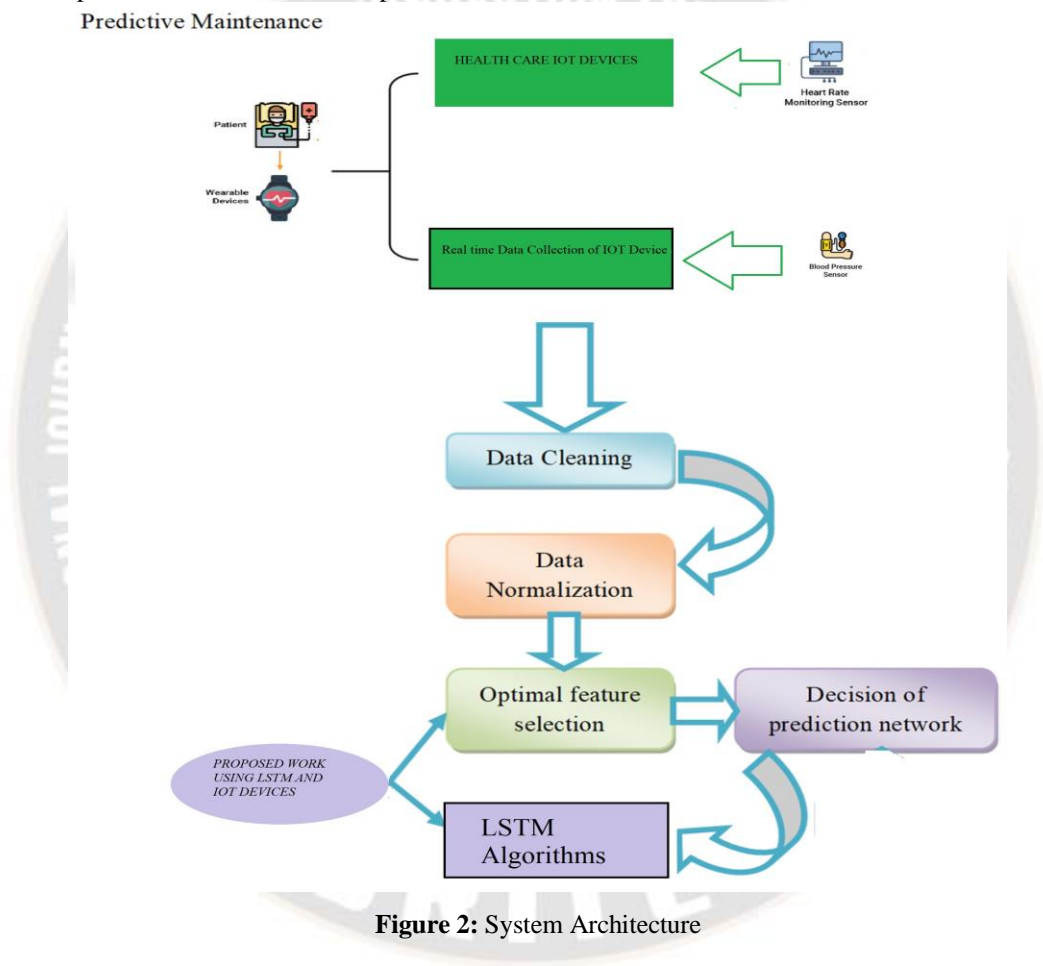 Predictive Maintenance
HEALTH CARE IOT DEVICES
Heart Rate
Monitoring Sensor
Patient
Wearable
Devices
Real time Data Collection of IOT Device
Blood Pressure
Sensor
Data Cleaning
Data
Normalization
Optimal feature
selection
Decision of
prediction network
PROPOSED WORK
USING LSTM AND
IOT DEVICES
LSTM
Algorithms
Figure 2: System Architecture